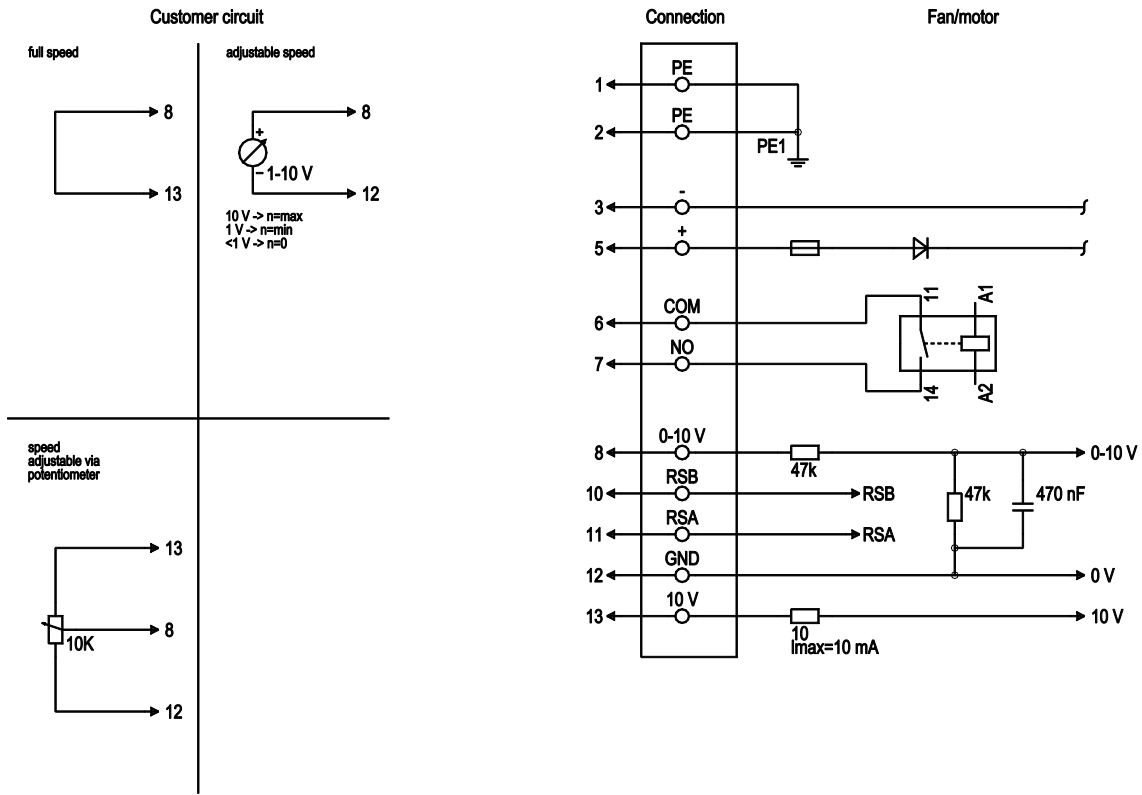 Customer circuit
Connection
Fan/motor
full speed
8
13
adjustable speed
8
+
− 1-10 V
12
10 V -> n=max
1 V -> n=min
<1 V -> n=0
speed
adjustable via
potentiometer
13
8
10K
12
1
PE
2
PE
PE1
3
-
5
+
6
COM
7
NO
11
14
A1
A2
8
0-10 V
47k
0-10 V
10
RSB
RSB
47k
470 nF
11
RSA
RSA
12
GND
0 V
13
10 V
10
Imax=10 mA
10 V